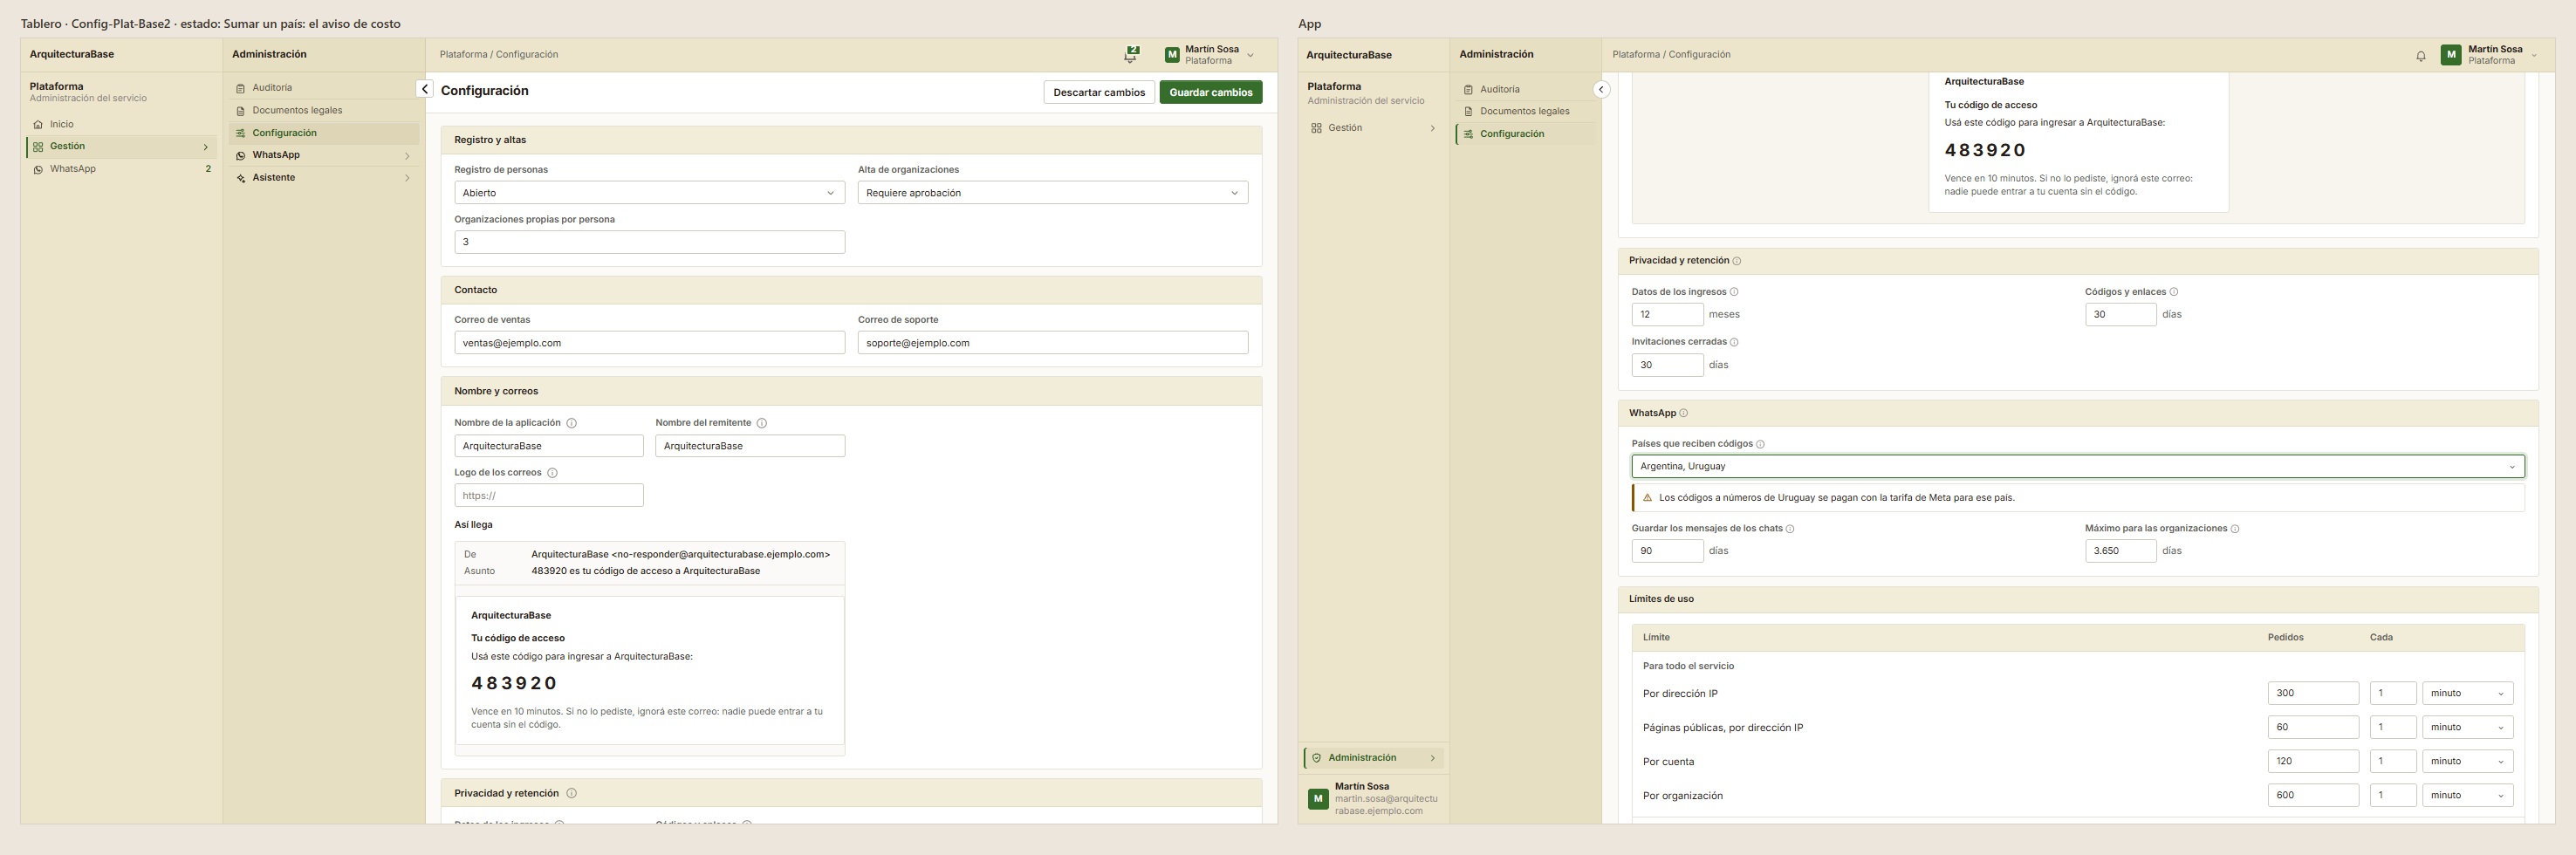 Tablero · Config-Plat-Base2 · estado: Sumar un país: el aviso de costo
ArquitecturaBase
Plataforma
Administración del servicio
Inicio
Gestión
WhatsApp 2
Administración
Auditoría
Documentos legales
Configuración
WhatsApp
Asistente
Plataforma / Configuración
2
M
Martín Sosa
Plataforma
Configuración
Descartar cambios
Guardar cambios
Registro y altas
Registro de personas
Alta de organizaciones
Abierto
Requiere aprobación
Organizaciones propias por persona
3
Contacto
Correo de ventas
Correo de soporte
ventas@ejemplo.com
soporte@ejemplo.com
Nombre y correos
Nombre de la aplicación
Nombre del remitente
ArquitecturaBase
ArquitecturaBase
Logo de los correos
https://
Así llega
De ArquitecturaBase <no-responder@arquitecturabase.ejemplo.com>
Asunto 483920 es tu código de acceso a ArquitecturaBase
ArquitecturaBase
Tu código de acceso
Usá este código para ingresar a ArquitecturaBase:
483920
Vence en 10 minutos. Si no lo pediste, ignorá este correo: nadie puede entrar a tu
cuenta sin el código.
Privacidad y retención
App
ArquitecturaBase
Plataforma
Administración del servicio
Gestión
Administración
M
Martín Sosa
martin.sosa@arquitectu
rabase.ejemplo.com
Administración
Auditoría
Documentos legales
Configuración
Plataforma / Configuración
M
Martín Sosa
Plataforma
ArquitecturaBase
Tu código de acceso
Usá este código para ingresar a ArquitecturaBase:
483920
Vence en 10 minutos. Si no lo pediste, ignorá este correo:
nadie puede entrar a tu cuenta sin el código.
Privacidad y retención
Datos de los ingresos
Códigos y enlaces
12 meses
30 días
Invitaciones cerradas
30 días
WhatsApp
Países que reciben códigos
Argentina, Uruguay
Los códigos a números de Uruguay se pagan con la tarifa de Meta para ese país.
Guardar los mensajes de los chats
Máximo para las organizaciones
90 días
3.650 días
Límites de uso
Límite Pedidos Cada
Para todo el servicio
Por dirección IP 300 1 minuto
Páginas públicas, por dirección IP 60 1 minuto
Por cuenta 120 1 minuto
Por organización 600 1 minuto